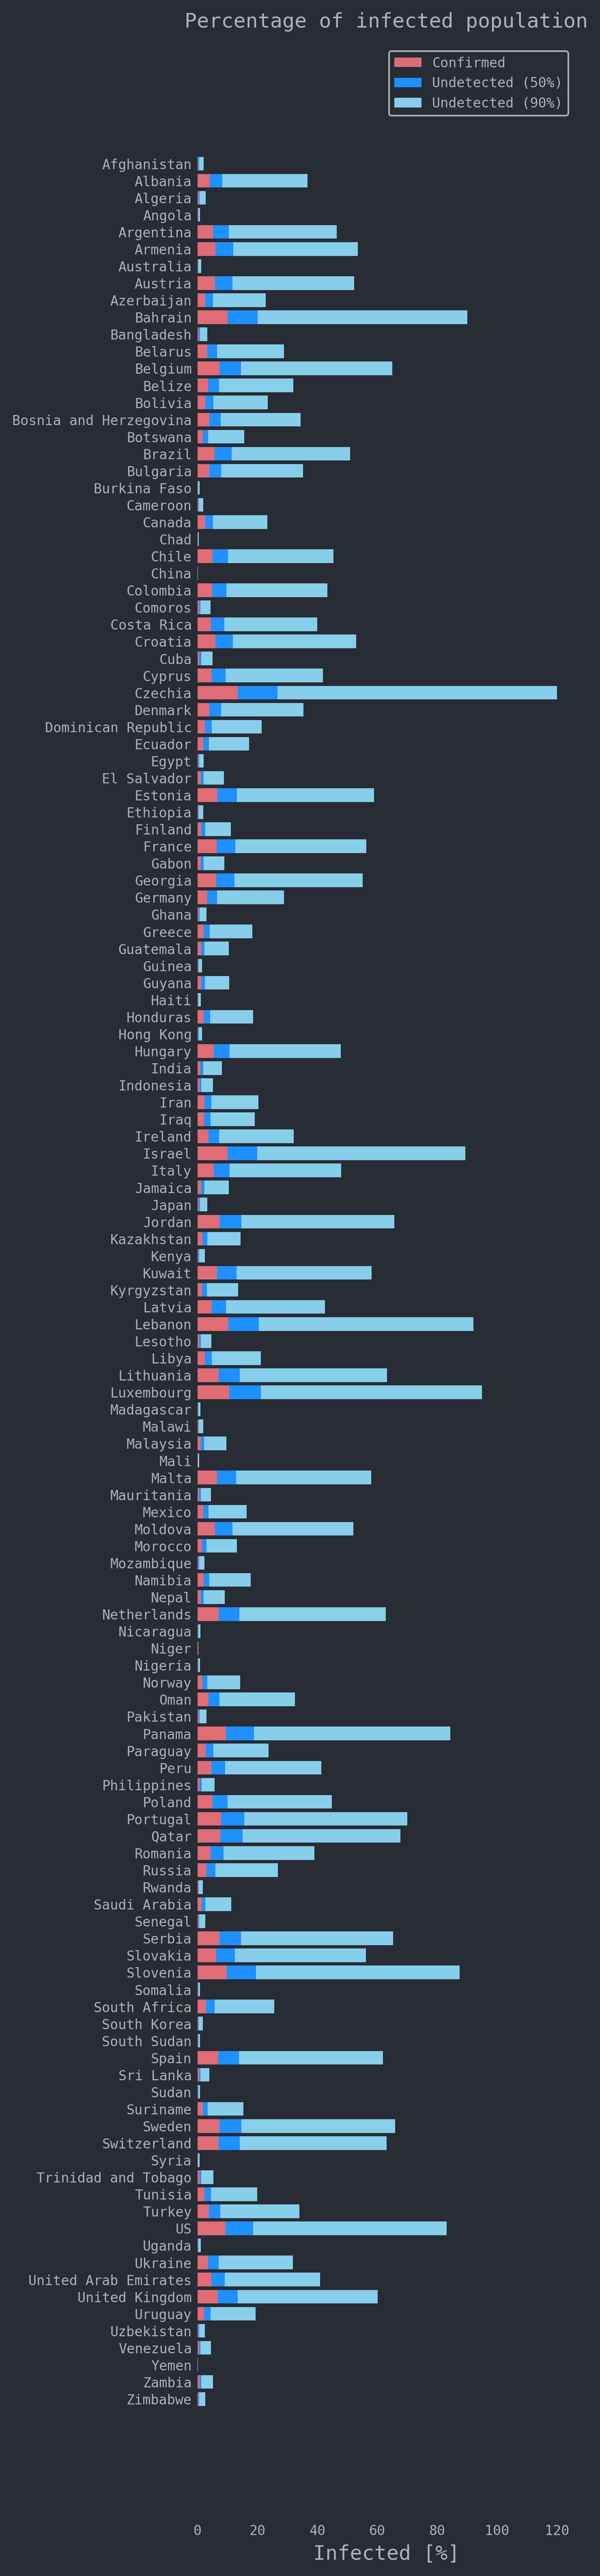 Percentage of infected population
Confirmed
Undetected (50%)
Undetected (90%)
Afghanistan
Albania
Algeria
Angola
Argentina
Armenia
Australia
Austria
Azerbaijan
Bahrain
Bangladesh
Belarus
Belgium
Belize
Bolivia
Bosnia and Herzegovina
Botswana
Brazil
Bulgaria
Burkina Faso
Cameroon
Canada
Chad
Chile
China
Colombia
Comoros
Costa Rica
Croatia
Cuba
Cyprus
Czechia
Denmark
Dominican Republic
Ecuador
Egypt
El Salvador
Estonia
Ethiopia
Finland
France
Gabon
Georgia
Germany
Ghana
Greece
Guatemala
Guinea
Guyana
Haiti
Honduras
Hong Kong
Hungary
India
Indonesia
Iran
Iraq
Ireland
Israel
Italy
Jamaica
Japan
Jordan
Kazakhstan
Kenya
Kuwait
Kyrgyzstan
Latvia
Lebanon
Lesotho
Libya
Lithuania
Luxembourg
Madagascar
Malawi
Malaysia
Mali
Malta
Mauritania
Mexico
Moldova
Morocco
Mozambique
Namibia
Nepal
Netherlands
Nicaragua
Niger
Nigeria
Norway
Oman
Pakistan
Panama
Paraguay
Peru
Philippines
Poland
Portugal
Qatar
Romania
Russia
Rwanda
Saudi Arabia
Senegal
Serbia
Slovakia
Slovenia
Somalia
South Africa
South Korea
South Sudan
Spain
Sri Lanka
Sudan
Suriname
Sweden
Switzerland
Syria
Trinidad and Tobago
Tunisia
Turkey
US
Uganda
Ukraine
United Arab Emirates
United Kingdom
Uruguay
Uzbekistan
Venezuela
Yemen
Zambia
Zimbabwe
0 20 40 60 80 100 120
Infected [%]